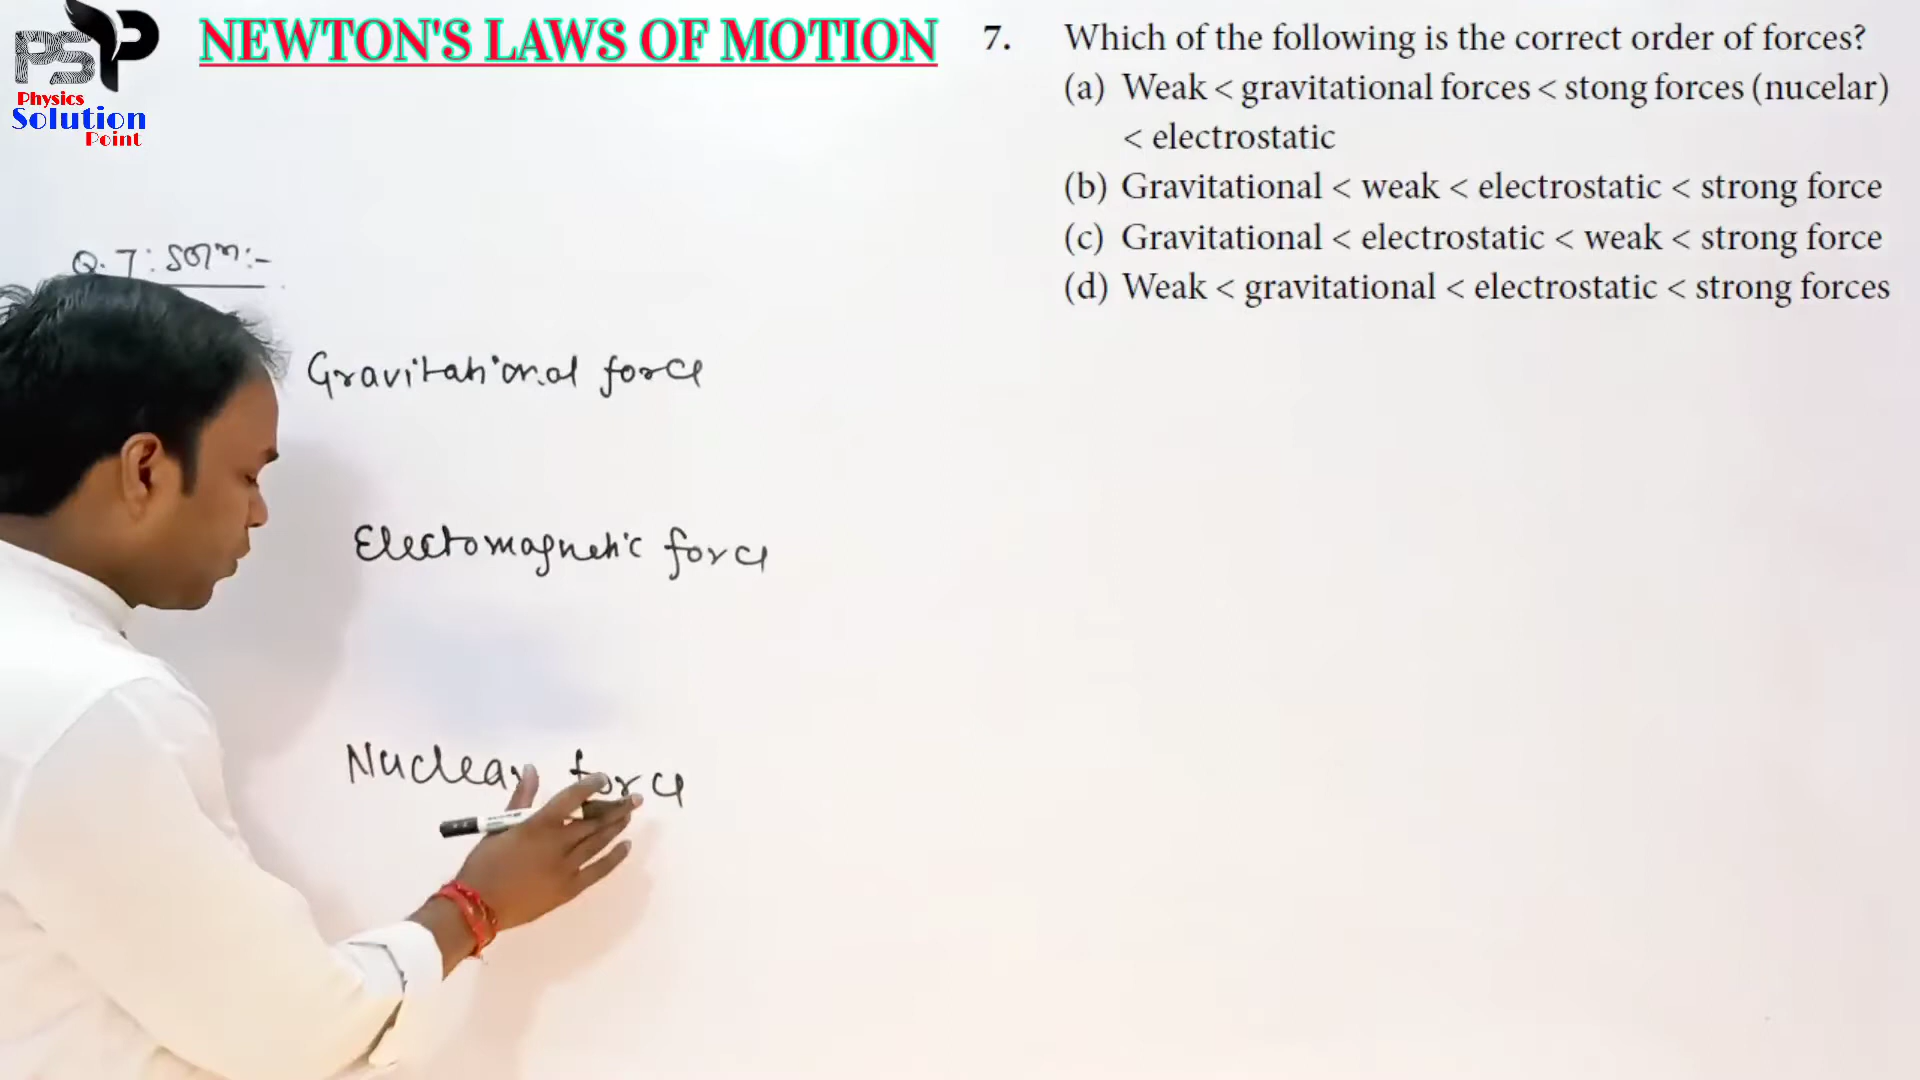 PSP
Physics
Solution
Point
NEWTON'S LAWS OF MOTION
7. Which of the following is the correct order of forces?
(a) Weak < gravitational forces < stong forces (nucelar)
< electrostatic
(b) Gravitational < weak < electrostatic < strong force
(c) Gravitational < electrostatic < weak < strong force
(d) Weak < gravitational < electrostatic < strong forces
Q. 7: Soln:-
Gravitational force
Electomagnetic force
Nuclear force